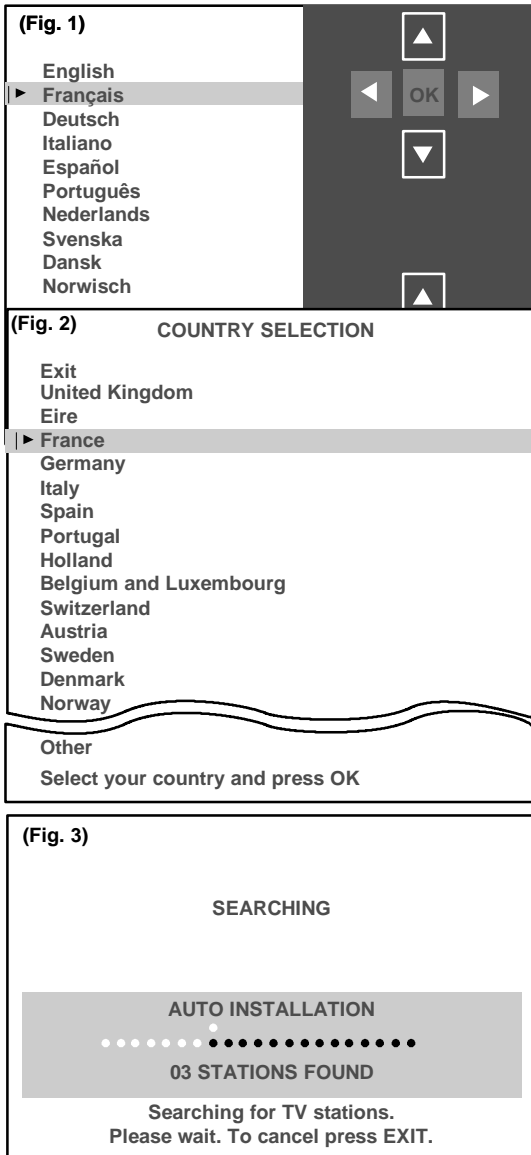 (Fig. 1)
English
Français
Deutsch
Italiano
Español
Português
Nederlands
Svenska
Dansk
Norwisch
OK
(Fig. 2)
COUNTRY SELECTION
Exit
United Kingdom
Eire
France
Germany
Italy
Spain
Portugal
Holland
Belgium and Luxembourg
Switzerland
Austria
Sweden
Denmark
Norway
Other
Select your country and press OK
(Fig. 3)
SEARCHING
AUTO INSTALLATION
03 STATIONS FOUND
Searching for TV stations.
Please wait. To cancel press EXIT.